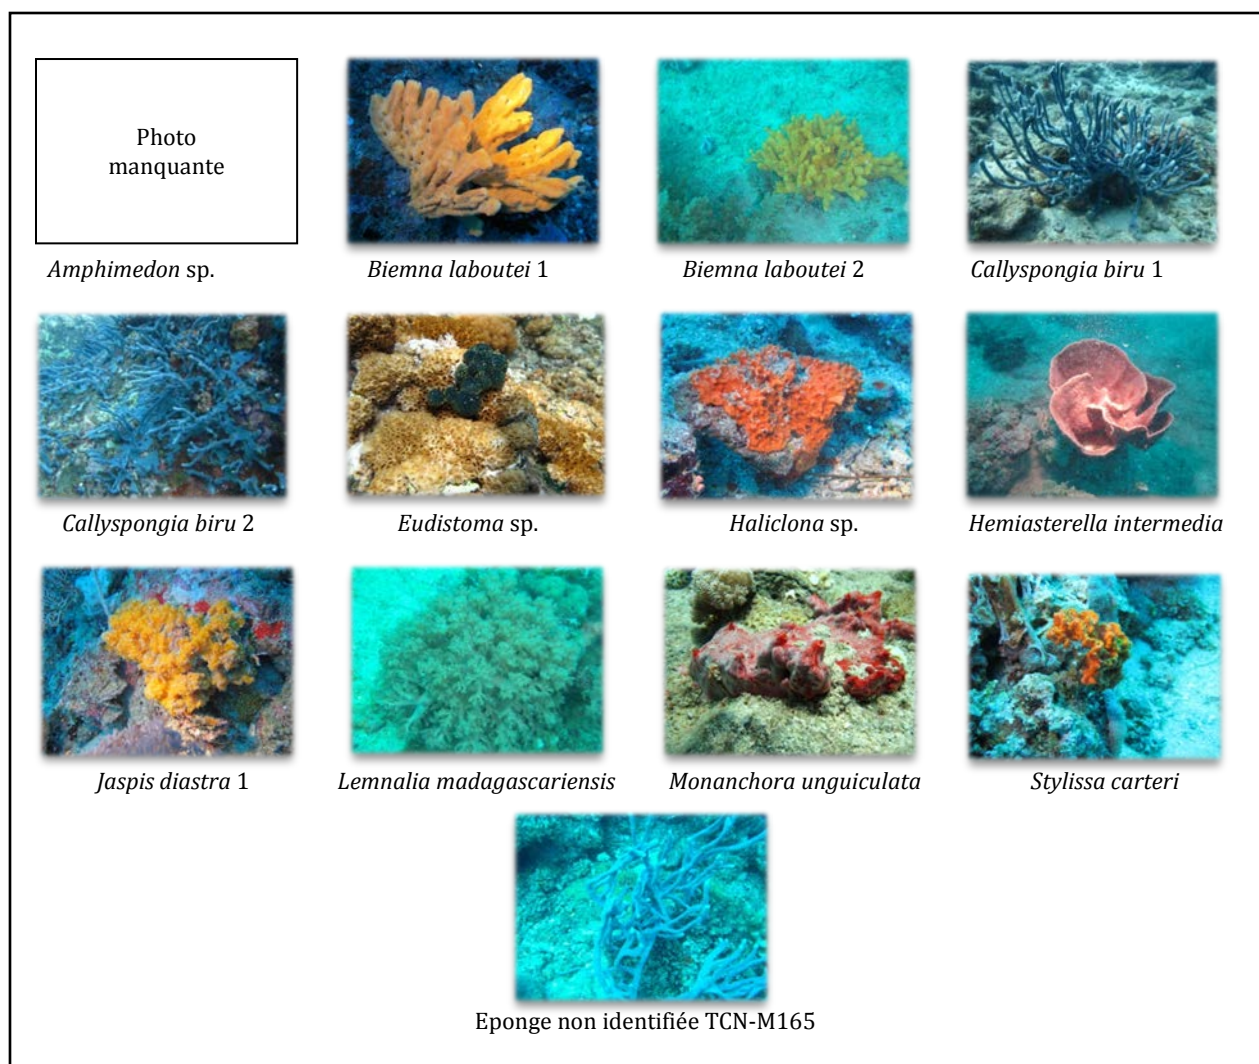 Photo
manquante
Amphimedon sp.
Biemna laboutei 1
Biemna laboutei 2
Callyspongia biru 1
Callyspongia biru 2
Eudistoma sp.
Haliclona sp.
Hemiasterella intermedia
Jaspis diastra 1
Lemnalia madagascariensis
Monanchora unguiculata
Stylissa carteri
Eponge non identifiée TCN-M165